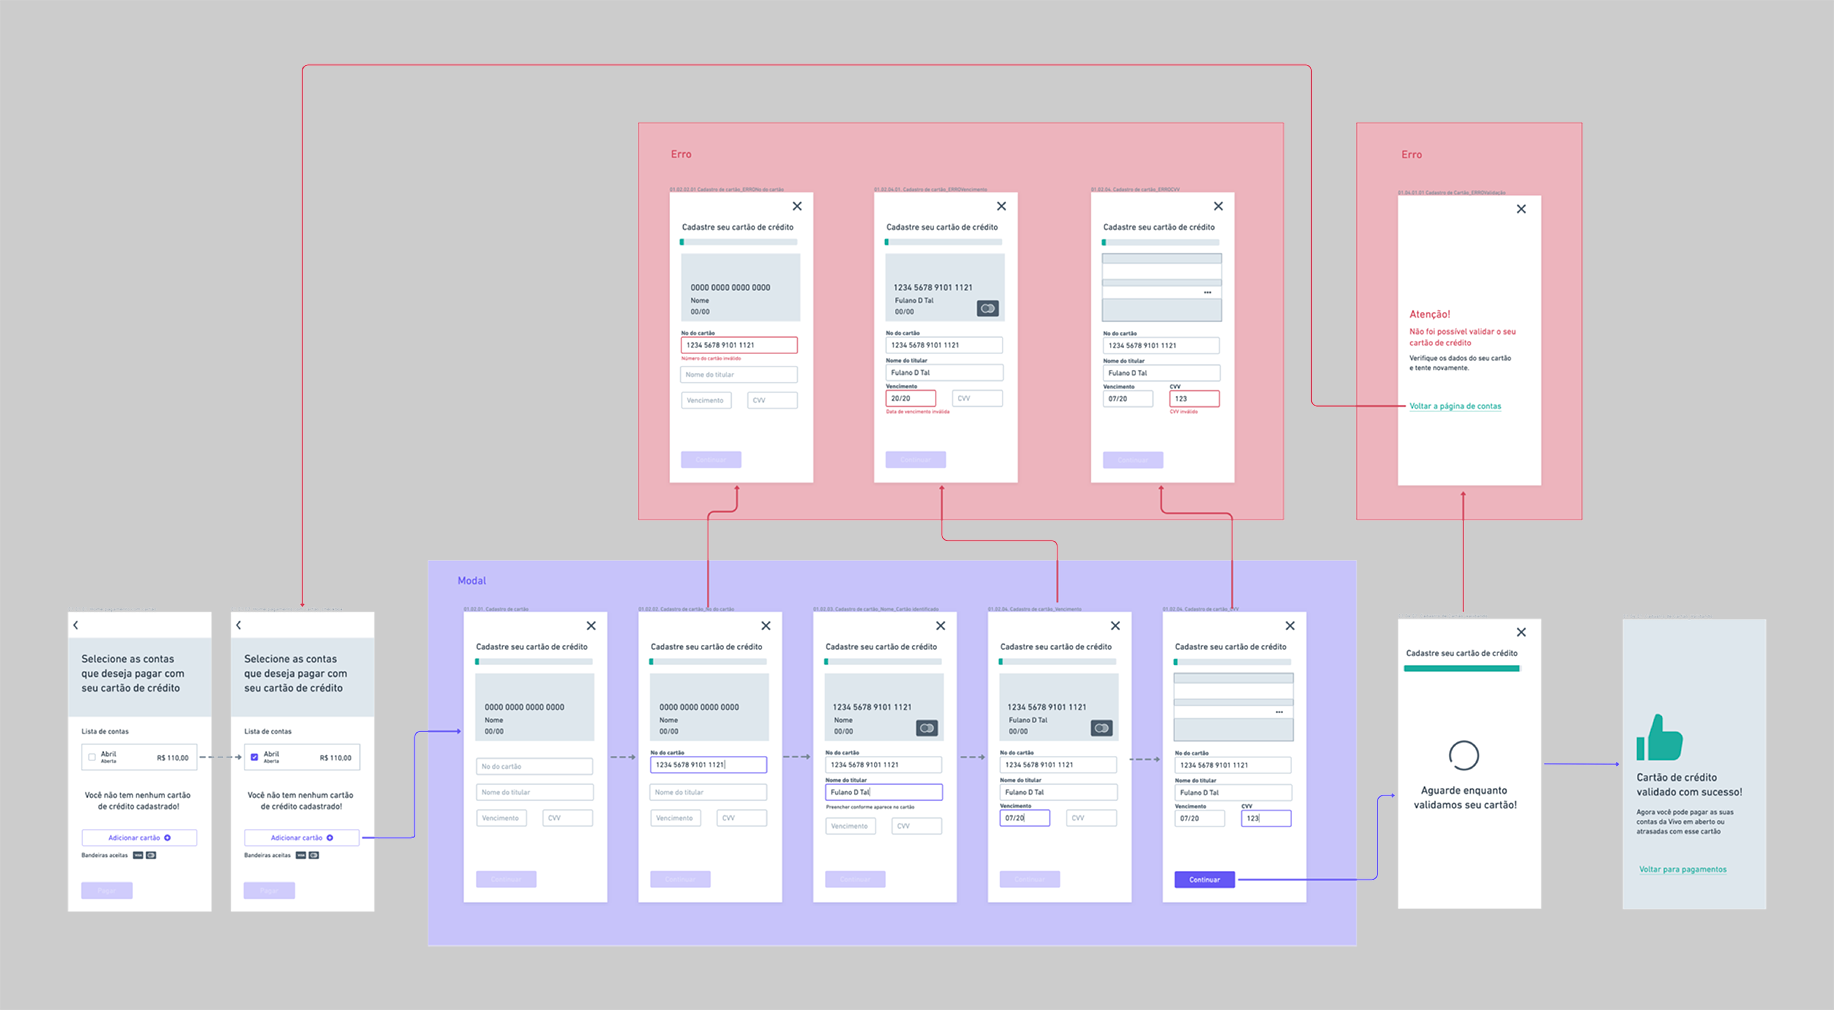 Erro
01.02.02.01 Cadastro de cartão_ERRONo do cartão
Cadastre seu cartão de crédito
0000 0000 0000 0000
Nome
00/00
No do cartão
1234 5678 9101 1121
Número do cartão inválido
Nome do titular
Vencimento
CVV
Continuar
01.02.04.01. Cadastro de cartão_ERROVencimento
Cadastre seu cartão de crédito
1234 5678 9101 1121
Fulano D Tal
00/00
No do cartão
1234 5678 9101 1121
Nome do titular
Fulano D Tal
Vencimento
20/20
CVV
Data de vencimento inválida
Continuar
01.02.04. Cadastro de cartão_ERROCVV
Cadastre seu cartão de crédito
•••
No do cartão
1234 5678 9101 1121
Nome do titular
Fulano D Tal
Vencimento
CVV
07/20
123
CVV inválido
Continuar
Erro
01.04.01.01 Cadastro de Cartão_ERROValidação
Atenção!
Não foi possível validar o seu
cartão de crédito
Verifique os dados do seu cartão
e tente novamente.
Voltar a página de contas
Selecione as contas
que deseja pagar com
seu cartão de crédito
Lista de contas
Abril
Aberta
R$ 110,00
Você não tem nenhum cartão
de crédito cadastrado!
Adicionar cartão
Bandeiras aceitas
Pagar
Selecione as contas
que deseja pagar com
seu cartão de crédito
Lista de contas
Abril
Aberta
R$ 110,00
Você não tem nenhum cartão
de crédito cadastrado!
Adicionar cartão
Bandeiras aceitas
Pagar
Modal
01.02.01. Cadastro de cartão
Cadastre seu cartão de crédito
0000 0000 0000 0000
Nome
00/00
No do cartão
Nome do titular
Vencimento
CVV
Continuar
01.02.02. Cadastro de cartão_No do cartão
Cadastre seu cartão de crédito
0000 0000 0000 0000
Nome
00/00
No do cartão
1234 5678 9101 1121
Nome do titular
Vencimento
CVV
Continuar
01.02.03. Cadastro de cartão_Nome_Cartão identificado
Cadastre seu cartão de crédito
1234 5678 9101 1121
Nome
00/00
No do cartão
1234 5678 9101 1121
Nome do titular
Fulano D Tal
Preencher conforme aparece no cartão
Vencimento
CVV
Continuar
01.02.04. Cadastro de cartão_Vencimento
Cadastre seu cartão de crédito
1234 5678 9101 1121
Fulano D Tal
00/00
No do cartão
1234 5678 9101 1121
Nome do titular
Fulano D Tal
Vencimento
07/20
CVV
Continuar
01.02.04. Cadastro de cartão_CVV
Cadastre seu cartão de crédito
•••
No do cartão
1234 5678 9101 1121
Nome do titular
Fulano D Tal
Vencimento
CVV
07/20
123
Continuar
Cadastre seu cartão de crédito
Aguarde enquanto
validamos seu cartão!
Cartão de crédito
validado com sucesso!
Agora você pode pagar as suas
contas da Vivo em aberto ou
atrasadas com esse cartão
Voltar para pagamentos